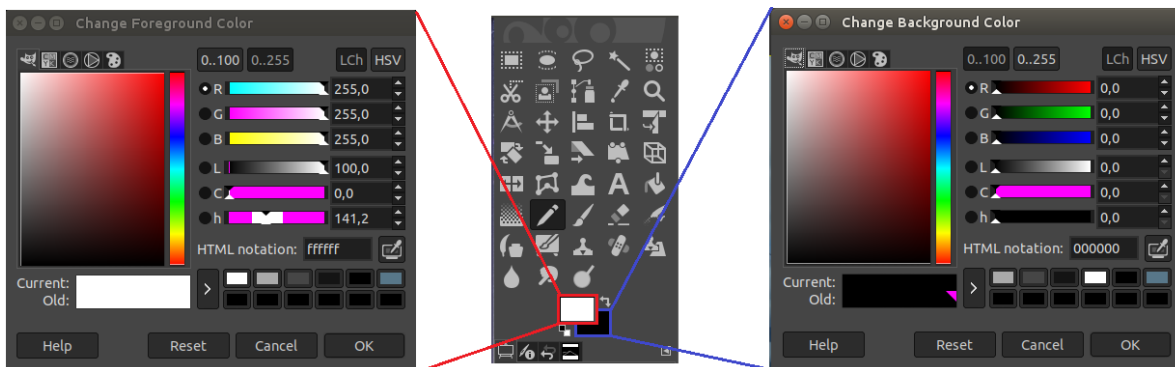 Change Foreground Color
0..100 0..255 LCh HSV
R 255,0
G 255,0
B 255,0
L 100,0
C 0,0
h 141,2
HTML notation: ffffff
Current:
Old:
Help Reset Cancel OK
A
Change Background Color
0..100 0..255 LCh HSV
R 0,0
G 0,0
B 0,0
L 0,0
C 0,0
h 0,0
HTML notation: 000000
Current:
Old:
Help Reset Cancel OK